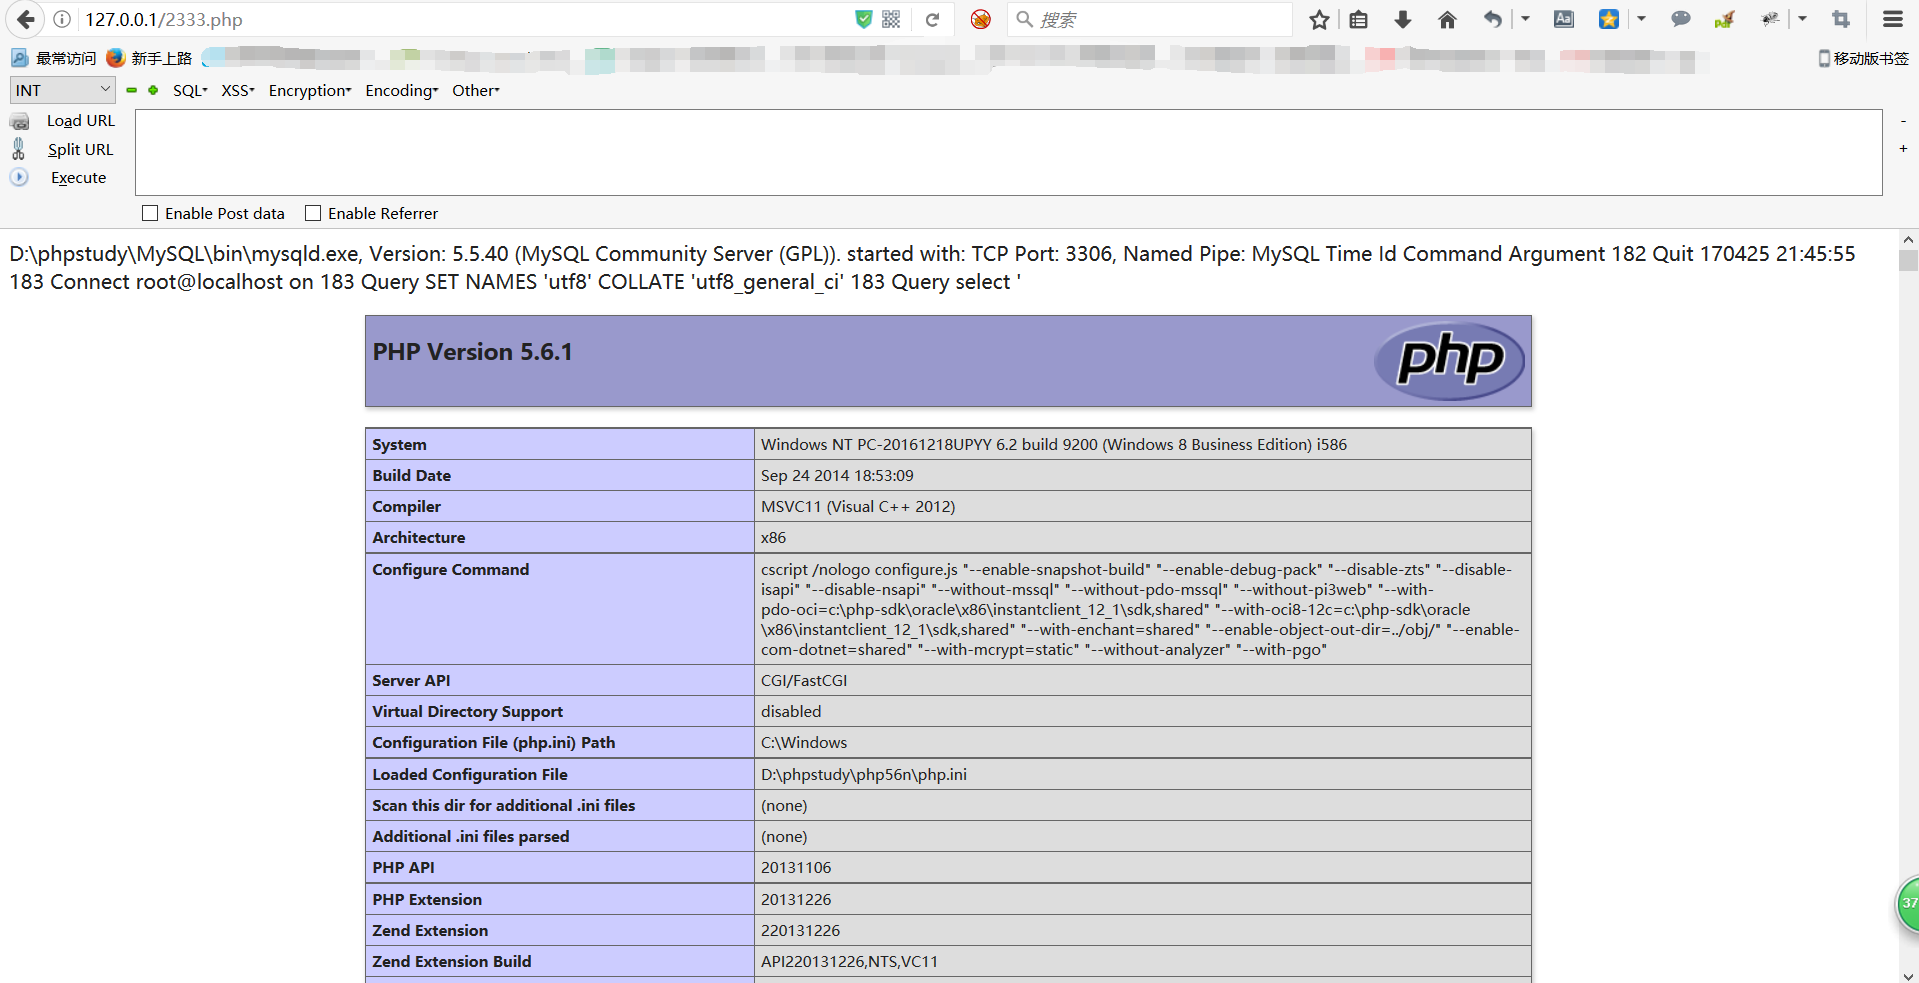 127.0.0.1/2333.php
搜索
最常访问 新手上路 移动版书签
INT SQL XSS Encryption Encoding Other
Load URL
Split URL
Execute
-
+
Enable Post data Enable Referrer
D:\phpstudy\MySQL\bin\mysqld.exe, Version: 5.5.40 (MySQL Community Server (GPL)). started with: TCP Port: 3306, Named Pipe: MySQL Time Id Command Argument 182 Quit 170425 21:45:55
183 Connect root@localhost on 183 Query SET NAMES 'utf8' COLLATE 'utf8_general_ci' 183 Query select '
PHP Version 5.6.1
php
System Windows NT PC-20161218UPYY 6.2 build 9200 (Windows 8 Business Edition) i586
Build Date Sep 24 2014 18:53:09
Compiler MSVC11 (Visual C++ 2012)
Architecture x86
Configure Command cscript /nologo configure.js "--enable-snapshot-build" "--enable-debug-pack" "--disable-zts" "--disable-
isapi" "--disable-nsapi" "--without-mssql" "--without-pdo-mssql" "--without-pi3web" "--with-
pdo-oci=c:\php-sdk\oracle\x86\instantclient_12_1\sdk,shared" "--with-oci8-12c=c:\php-sdk\oracle
\x86\instantclient_12_1\sdk,shared" "--with-enchant=shared" "--enable-object-out-dir=../obj/" "--enable-
com-dotnet=shared" "--with-mcrypt=static" "--without-analyzer" "--with-pgo"
Server API CGI/FastCGI
Virtual Directory Support disabled
Configuration File (php.ini) Path C:\Windows
Loaded Configuration File D:\phpstudy\php56n\php.ini
Scan this dir for additional .ini files (none)
Additional .ini files parsed (none)
PHP API 20131106
PHP Extension 20131226
Zend Extension 220131226
Zend Extension Build API220131226,NTS,VC11
37